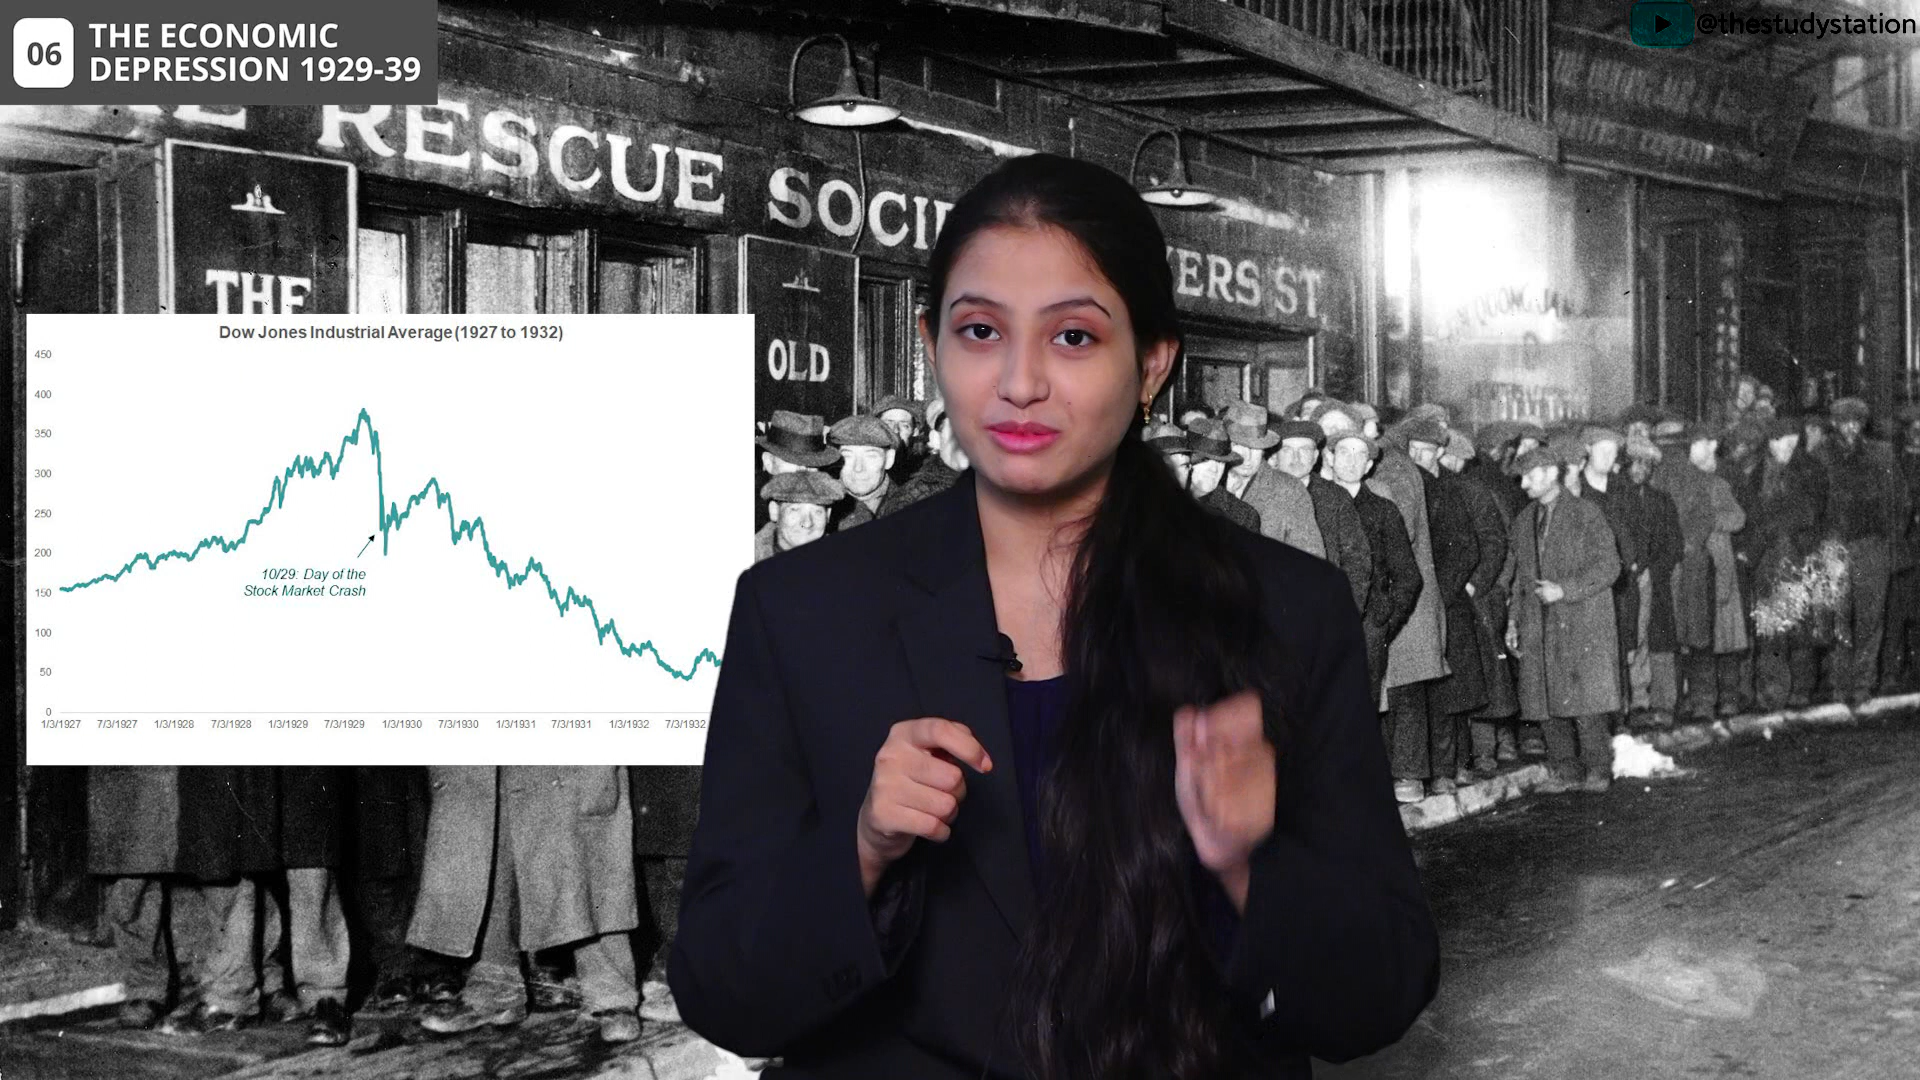 06
THE ECONOMIC
DEPRESSION 1929-39
@thestudystation
RESCUE SOCI
ERS ST.
THE
OLD
Dow Jones Industrial Average (1927 to 1932)
450
400
350
300
250
200
150
100
50
0
10/29: Day of the
Stock Market Crash
1/3/1927 7/3/1927 1/3/1928 7/3/1928 1/3/1929 7/3/1929 1/3/1930 7/3/1930 1/3/1931 7/3/1931 1/3/1932 7/3/1932